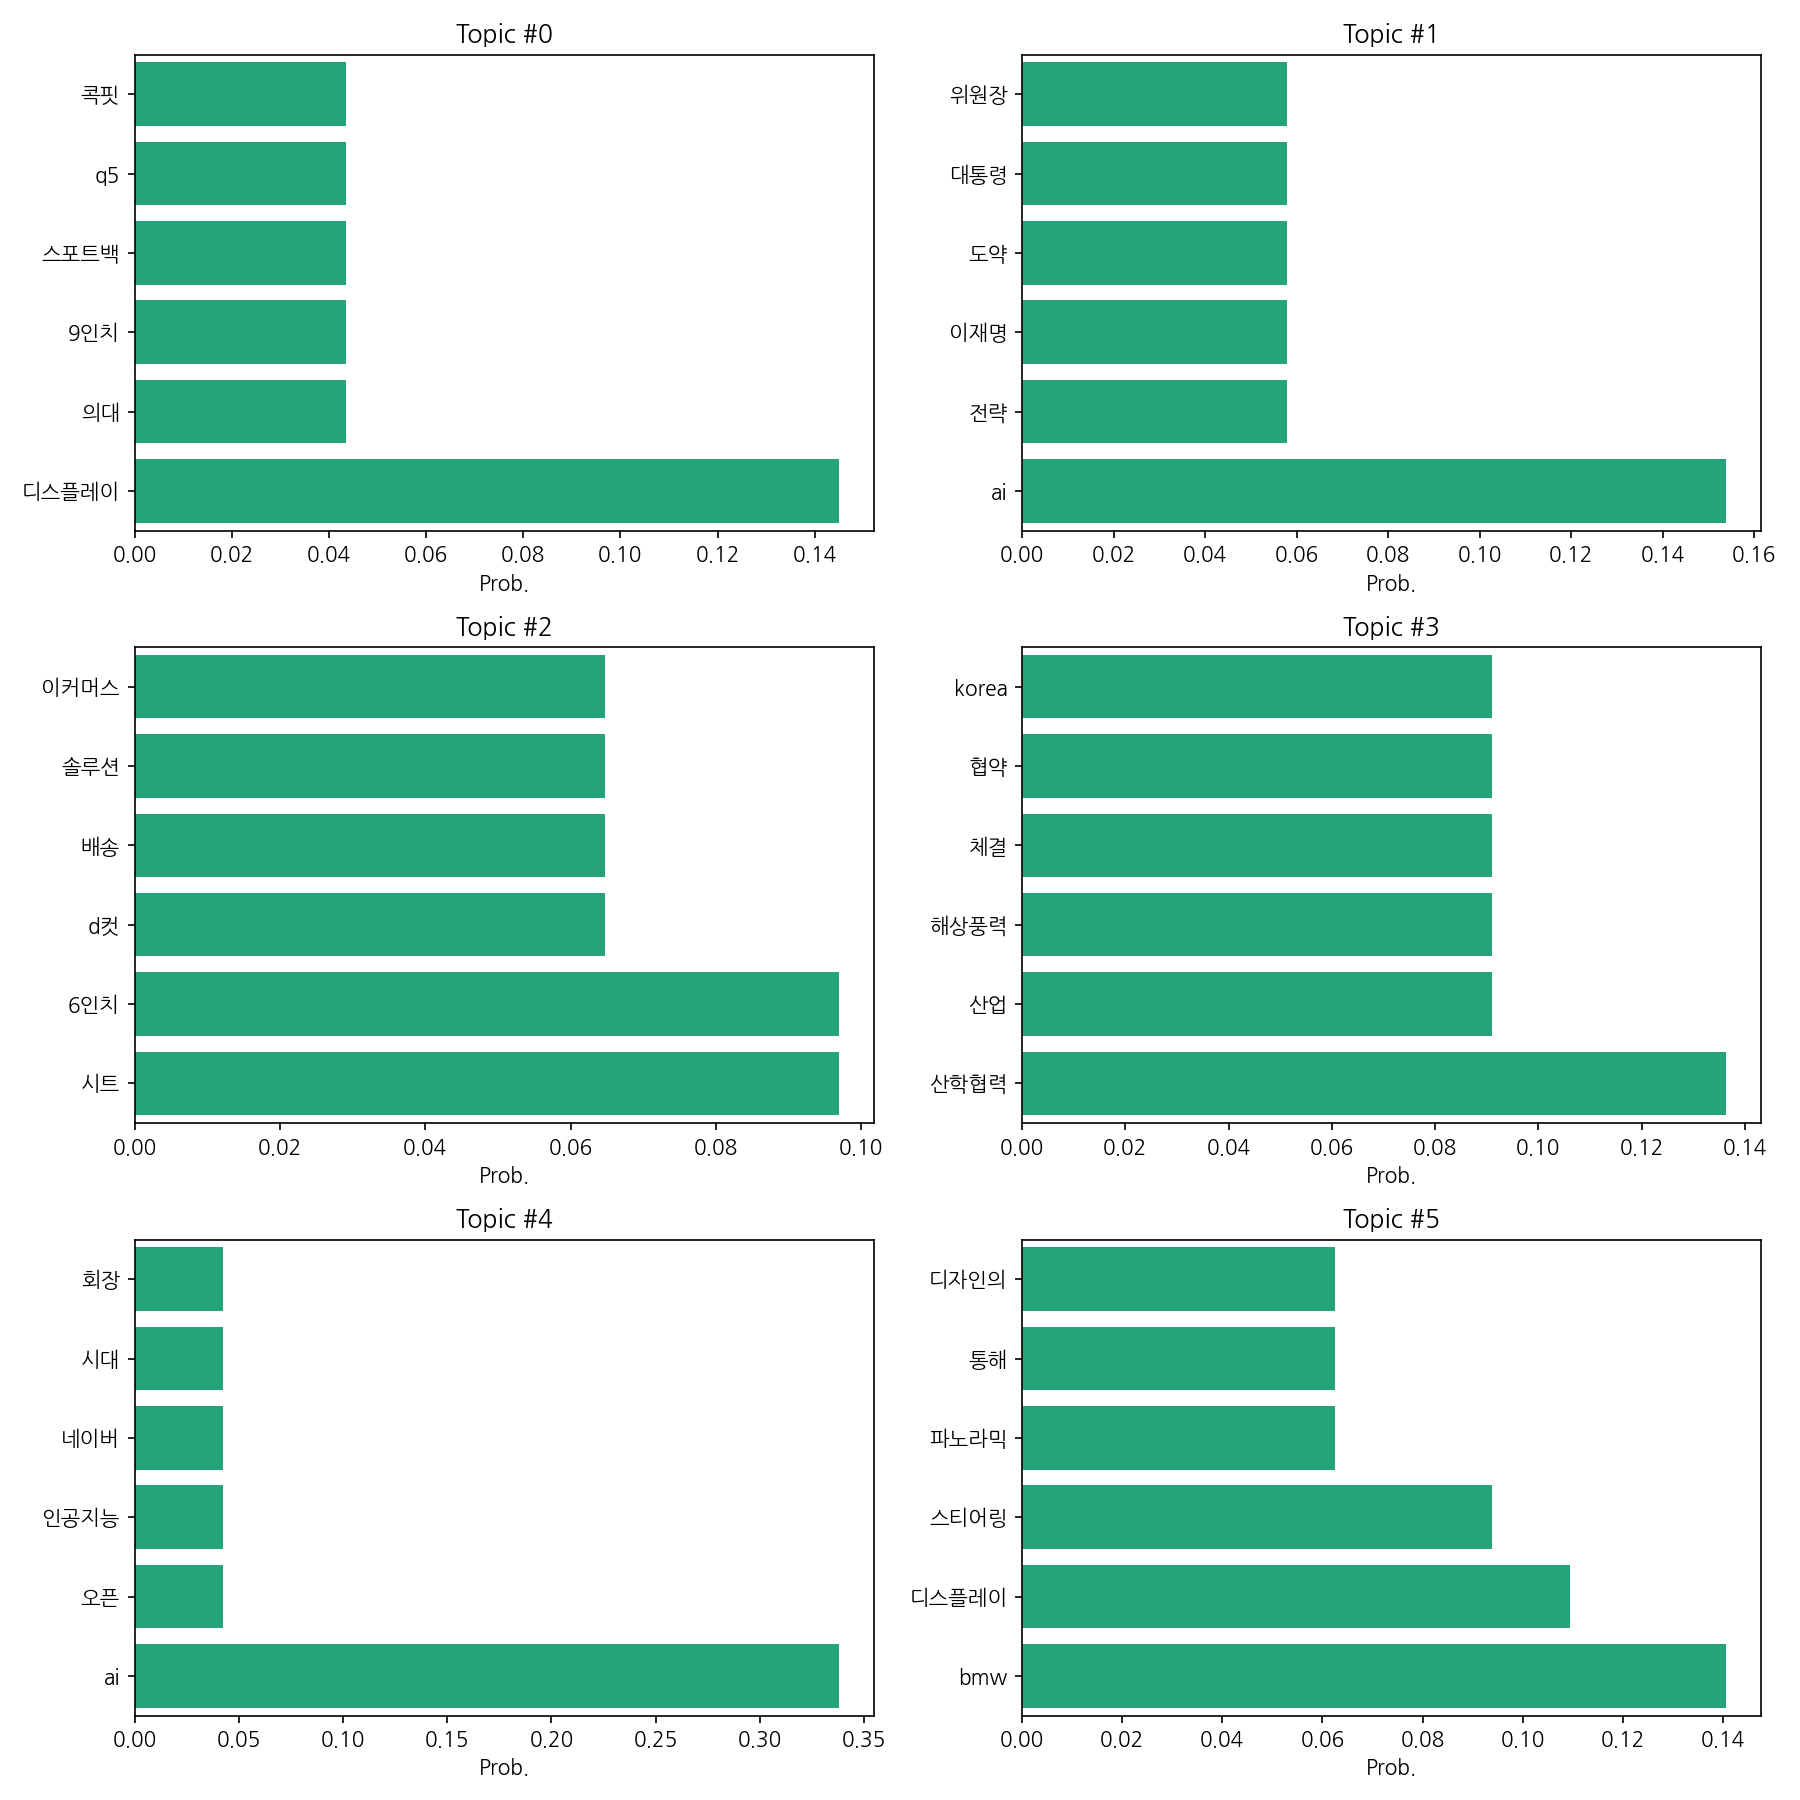 Topic #0
콕핏
q5
스포트백
9인치
의대
디스플레이
0.00 0.02 0.04 0.06 0.08 0.10 0.12 0.14
Prob.
Topic #1
위원장
대통령
도약
이재명
전략
ai
0.00 0.02 0.04 0.06 0.08 0.10 0.12 0.14 0.16
Prob.
Topic #2
이커머스
솔루션
배송
d컷
6인치
시트
0.00 0.02 0.04 0.06 0.08 0.10
Prob.
Topic #3
korea
협약
체결
해상풍력
산업
산학협력
0.00 0.02 0.04 0.06 0.08 0.10 0.12 0.14
Prob.
Topic #4
회장
시대
네이버
인공지능
오픈
ai
0.00 0.05 0.10 0.15 0.20 0.25 0.30 0.35
Prob.
Topic #5
디자인의
통해
파노라믹
스티어링
디스플레이
bmw
0.00 0.02 0.04 0.06 0.08 0.10 0.12 0.14
Prob.